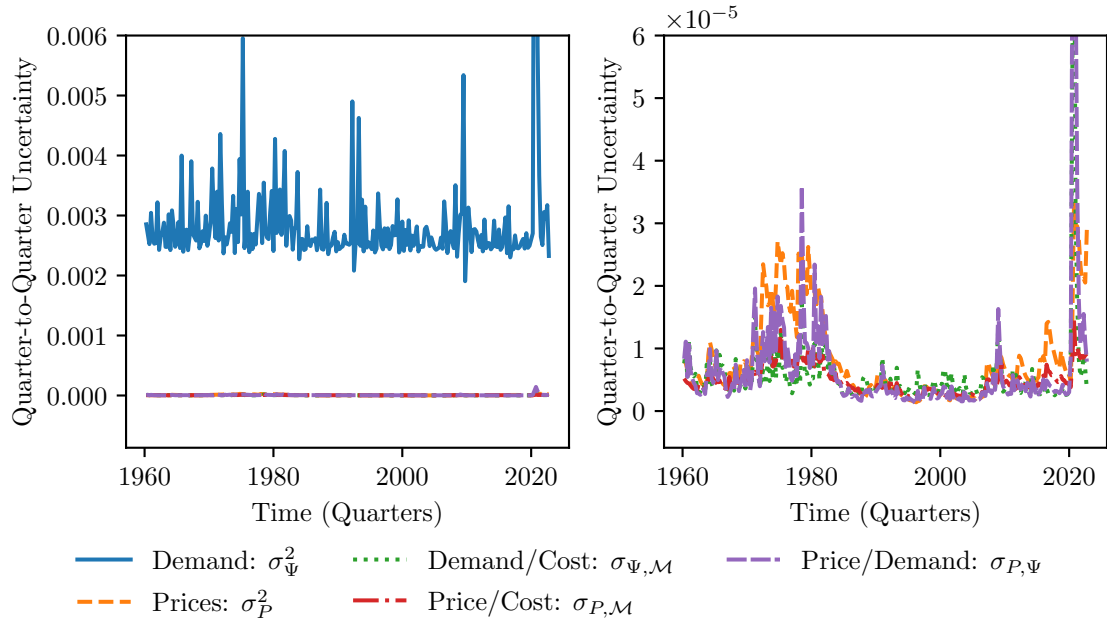 ×10⁻⁵
Quarter-to-Quarter Uncertainty
0.006
0.005
0.004
0.003
0.002
0.001
0.000
1960
1980
2000
2020
Time (Quarters)
Quarter-to-Quarter Uncertainty
6
5
4
3
2
1
0
1960
1980
2000
2020
Time (Quarters)
Demand: σ²_Ψ
Demand/Cost: σ_Ψ,ℳ
Price/Demand: σ_P,Ψ
Prices: σ²_P
Price/Cost: σ_P,ℳ